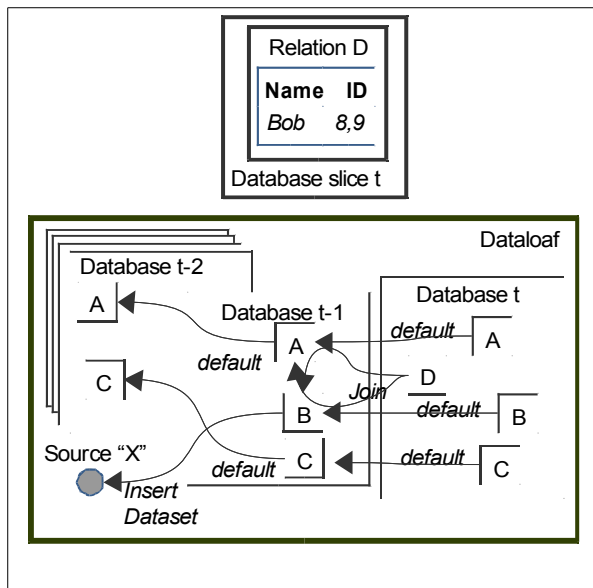 Relation D
Name ID
Bob 8,9
Database slice t
Dataloaf
Database t-2
Database t
Database t-1
A
default
A
A
default
Join
D
C
B
default
B
Source “X”
default
C
default
C
Insert
Dataset